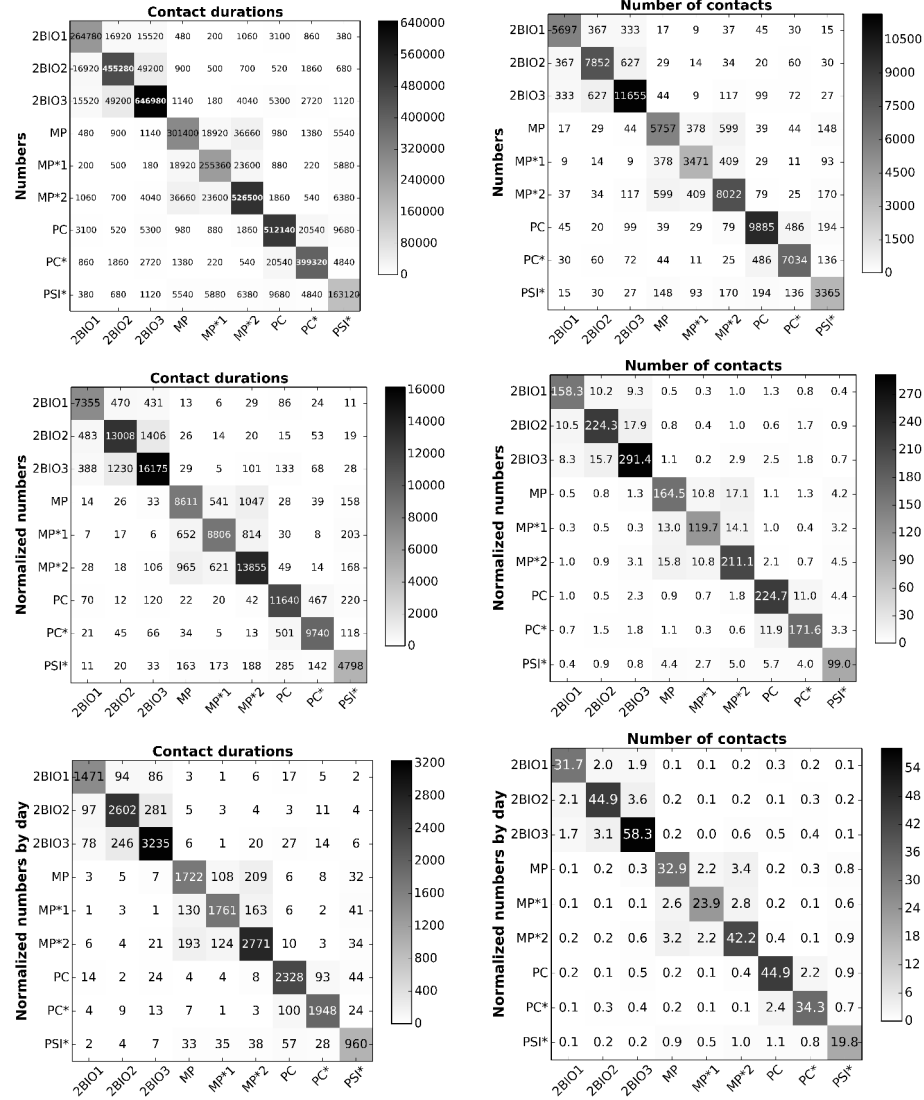 Contact durations
Numbers
2BIO1 264780 16920 15520 480 200 1060 3100 860 380
2BIO2 16920 455280 49200 900 500 700 520 1860 680
2BIO3 15520 49200 646980 1140 180 4040 5300 2720 1120
MP 480 900 1140 301400 18920 36660 980 1380 5540
MP*1 200 500 180 18920 255360 23600 880 220 5880
MP*2 1060 700 4040 36660 23600 526500 1860 540 6380
PC 3100 520 5300 980 880 1860 512140 20540 9680
PC* 860 1860 2720 1380 220 540 20540 399320 4840
PSI* 380 680 1120 5540 5880 6380 9680 4840 163120
2BIO1 2BIO2 2BIO3 MP MP*1 MP*2 PC PC* PSI*
640000
560000
480000
400000
320000
240000
160000
80000
0
Number of contacts
2BIO1 5697 367 333 17 9 37 45 30 15
2BIO2 367 7852 627 29 14 34 20 60 30
2BIO3 333 627 11655 44 9 117 99 72 27
MP 17 29 44 5757 378 599 39 44 148
MP*1 9 14 9 378 3471 409 29 11 93
MP*2 37 34 117 599 409 8022 79 25 170
PC 45 20 99 39 29 79 9885 486 194
PC* 30 60 72 44 11 25 486 7034 136
PSI* 15 30 27 148 93 170 194 136 3365
2BIO1 2BIO2 2BIO3 MP MP*1 MP*2 PC PC* PSI*
10500
9000
7500
6000
4500
3000
1500
0
Contact durations
Normalized numbers
2BIO1 7355 470 431 13 6 29 86 24 11
2BIO2 483 13008 1406 26 14 20 15 53 19
2BIO3 388 1230 16175 29 5 101 133 68 28
MP 14 26 33 8611 541 1047 28 39 158
MP*1 7 17 6 652 8806 814 30 8 203
MP*2 28 18 106 965 621 13855 49 14 168
PC 70 12 120 22 20 42 11640 467 220
PC* 21 45 66 34 5 13 501 9740 118
PSI* 11 20 33 163 173 188 285 142 4798
2BIO1 2BIO2 2BIO3 MP MP*1 MP*2 PC PC* PSI*
16000
14000
12000
10000
8000
6000
4000
2000
0
Number of contacts
2BIO1 158.3 10.2 9.3 0.5 0.3 1.0 1.3 0.8 0.4
2BIO2 10.5 224.3 17.9 0.8 0.4 1.0 0.6 1.7 0.9
2BIO3 8.3 15.7 291.4 1.1 0.2 2.9 2.5 1.8 0.7
MP 0.5 0.8 1.3 164.5 10.8 17.1 1.1 1.3 4.2
MP*1 0.3 0.5 0.3 13.0 119.7 14.1 1.0 0.4 3.2
MP*2 1.0 0.9 3.1 15.8 10.8 211.1 2.1 0.7 4.5
PC 1.0 0.5 2.3 0.9 0.7 1.8 224.7 11.0 4.4
PC* 0.7 1.5 1.8 1.1 0.3 0.6 11.9 171.6 3.3
PSI* 0.4 0.9 0.8 4.4 2.7 5.0 5.7 4.0 99.0
2BIO1 2BIO2 2BIO3 MP MP*1 MP*2 PC PC* PSI*
270
240
210
180
150
120
90
60
30
0
Contact durations
Normalized numbers by day
2BIO1 1471 94 86 3 1 6 17 5 2
2BIO2 97 2602 281 5 3 4 3 11 4
2BIO3 78 246 3235 6 1 20 27 14 6
MP 3 5 7 1722 108 209 6 8 32
MP*1 1 3 1 130 1761 163 6 2 41
MP*2 6 4 21 193 124 2771 10 3 34
PC 14 2 24 4 4 8 2328 93 44
PC* 4 9 13 7 1 3 100 1948 24
PSI* 2 4 7 33 35 38 57 28 960
2BIO1 2BIO2 2BIO3 MP MP*1 MP*2 PC PC* PSI*
3200
2800
2400
2000
1600
1200
800
400
0
Number of contacts
2BIO1 31.7 2.0 1.9 0.1 0.1 0.2 0.3 0.2 0.1
2BIO2 2.1 44.9 3.6 0.2 0.1 0.2 0.1 0.3 0.2
2BIO3 1.7 3.1 58.3 0.2 0.0 0.6 0.5 0.4 0.1
MP 0.1 0.2 0.3 32.9 2.2 3.4 0.2 0.3 0.8
MP*1 0.1 0.1 0.1 2.6 23.9 2.8 0.2 0.1 0.6
MP*2 0.2 0.2 0.6 3.2 2.2 42.2 0.4 0.1 0.9
PC 0.2 0.1 0.5 0.2 0.1 0.4 44.9 2.2 0.9
PC* 0.1 0.3 0.4 0.2 0.1 0.1 2.4 34.3 0.7
PSI* 0.1 0.2 0.2 0.9 0.5 1.0 1.1 0.8 19.8
2BIO1 2BIO2 2BIO3 MP MP*1 MP*2 PC PC* PSI*
54
48
42
36
30
24
18
12
6
0